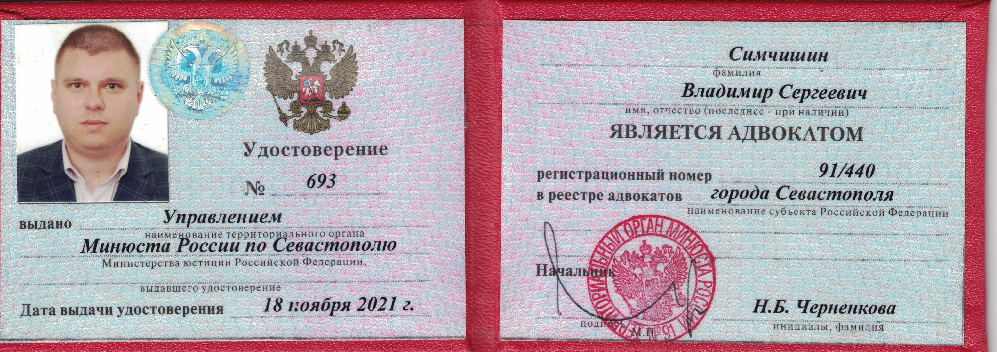 Удостоверение
№ 693
выдано Управлением
наименование территориального органа
Минюста России по Севастополю
Министерства юстиции Российской Федерации,
выдавшего удостоверение
Дата выдачи удостоверения 18 ноября 2021 г.
Симчишин
фамилия
Владимир Сергеевич
имя, отчество (последнее - при наличии)
ЯВЛЯЕТСЯ АДВОКАТОМ
регистрационный номер 91/440
в реестре адвокатов города Севастополя
наименование субъекта Российской Федерации
Начальник
Н.Б. Черненкова
М.П.
инициалы, фамилия